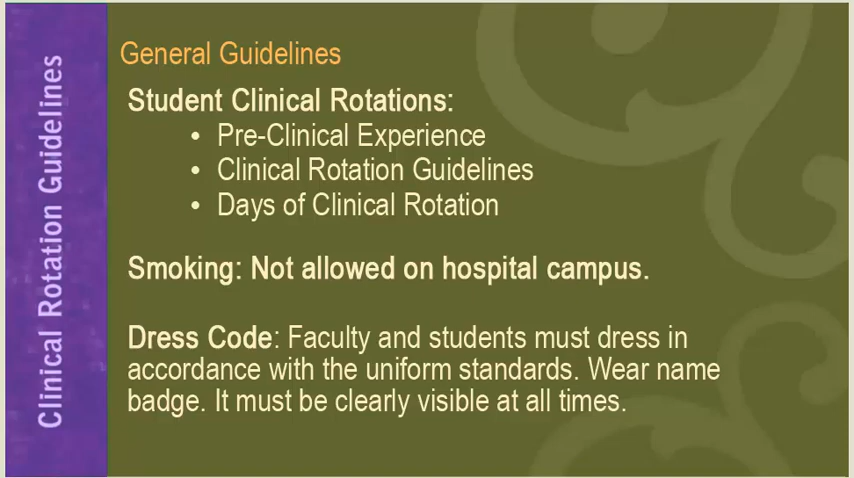 Clinical Rotation Guidelines
General Guidelines
Student Clinical Rotations:
• Pre-Clinical Experience
• Clinical Rotation Guidelines
• Days of Clinical Rotation
Smoking: Not allowed on hospital campus.
Dress Code: Faculty and students must dress in
accordance with the uniform standards. Wear name
badge. It must be clearly visible at all times.